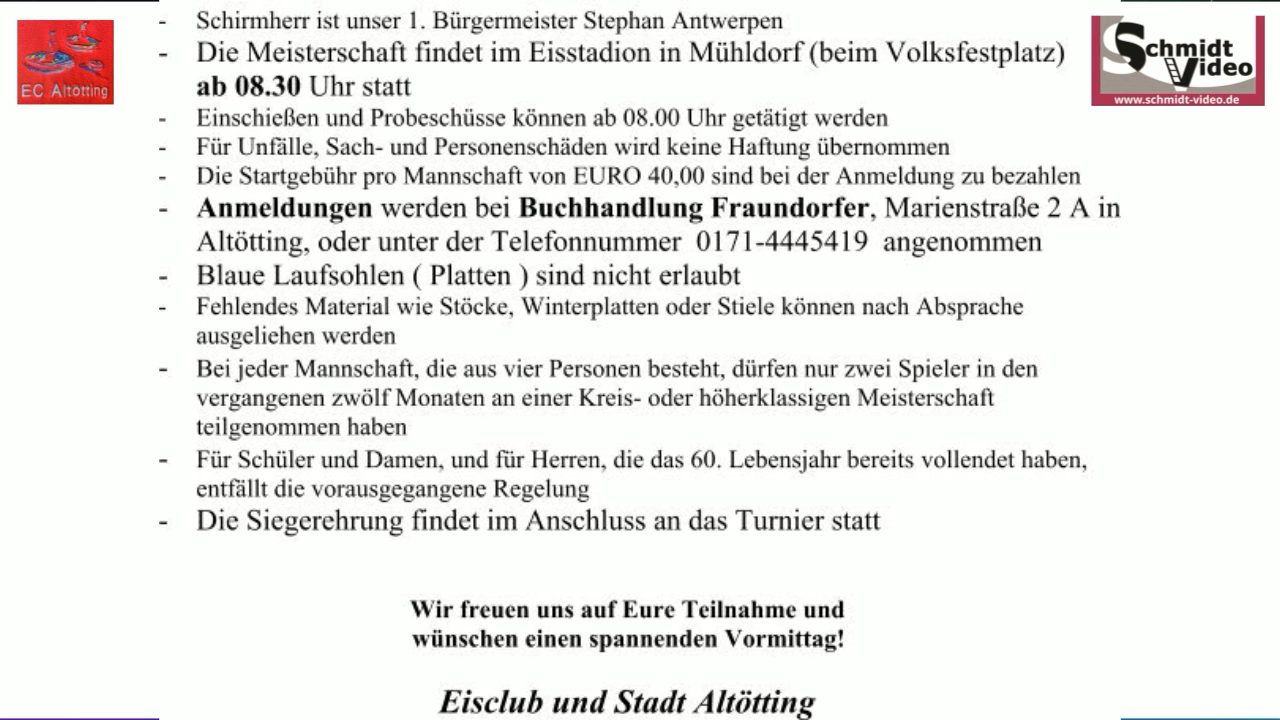 - Schirmherr ist unser 1. Bürgermeister Stephan Antwerpen
- Die Meisterschaft findet im Eisstadion in Mühldorf (beim Volksfestplatz)
ab 08.30 Uhr statt
- Einschießen und Probeschüsse können ab 08.00 Uhr getätigt werden
- Für Unfälle, Sach- und Personenschäden wird keine Haftung übernommen
- Die Startgebühr pro Mannschaft von EURO 40,00 sind bei der Anmeldung zu bezahlen
- Anmeldungen werden bei Buchhandlung Fraundorfer, Marienstraße 2 A in
Altötting, oder unter der Telefonnummer 0171-4445419 angenommen
- Blaue Laufsohlen ( Platten ) sind nicht erlaubt
- Fehlendes Material wie Stöcke, Winterplatten oder Stiele können nach Absprache
ausgeliehen werden
- Bei jeder Mannschaft, die aus vier Personen besteht, dürfen nur zwei Spieler in den
vergangenen zwölf Monaten an einer Kreis- oder höherklassigen Meisterschaft
teilgenommen haben
- Für Schüler und Damen, und für Herren, die das 60. Lebensjahr bereits vollendet haben,
entfällt die vorausgegangene Regelung
- Die Siegerehrung findet im Anschluss an das Turnier statt
Wir freuen uns auf Eure Teilnahme und
wünschen einen spannenden Vormittag!
Eisclub und Stadt Altötting
EC Altötting
Schmidt
Video
www.schmidt-video.de